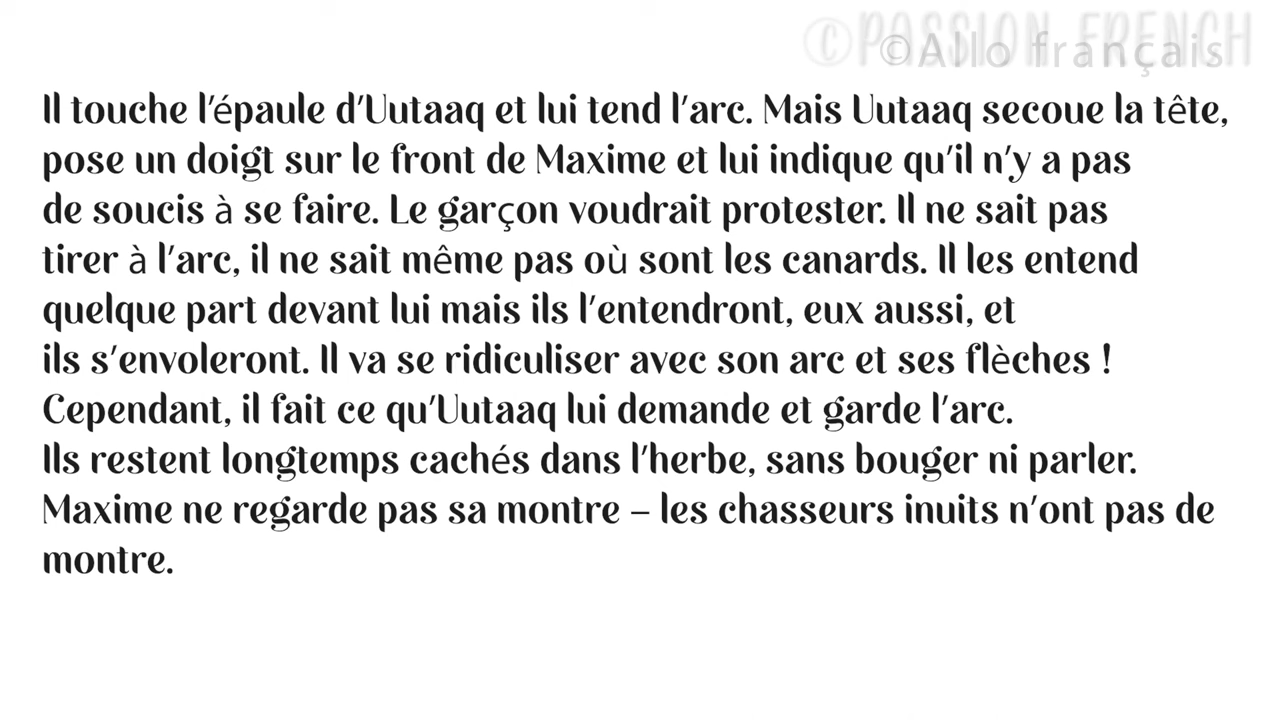 ©PASSION FRENCH
©Allo français
Il touche l'épaule d'Uutaaq et lui tend l'arc. Mais Uutaaq secoue la tête,
pose un doigt sur le front de Maxime et lui indique qu'il n'y a pas
de soucis à se faire. Le garçon voudrait protester. Il ne sait pas
tirer à l'arc, il ne sait même pas où sont les canards. Il les entend
quelque part devant lui mais ils l'entendront, eux aussi, et
ils s'envoleront. Il va se ridiculiser avec son arc et ses flèches !
Cependant, il fait ce qu'Uutaaq lui demande et garde l'arc.
Ils restent longtemps cachés dans l'herbe, sans bouger ni parler.
Maxime ne regarde pas sa montre – les chasseurs inuits n'ont pas de
montre.